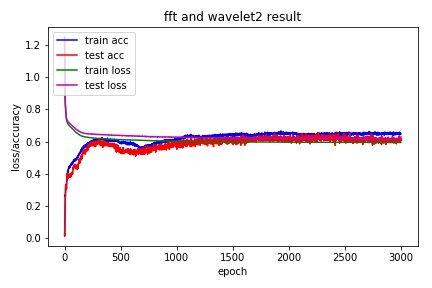 fft and wavelet2 result
train acc
test acc
train loss
test loss
loss/accuracy
1.2
1.0
0.8
0.6
0.4
0.2
0.0
0 500 1000 1500 2000 2500 3000
epoch